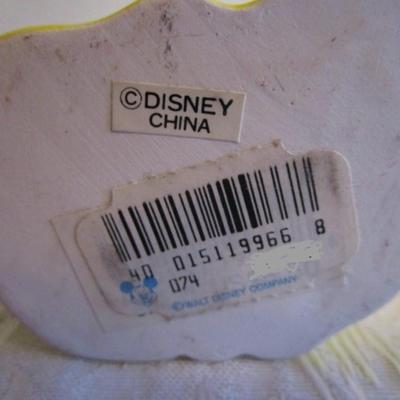 ©DISNEY
CHINA
40 015119966 8
074
©WALT DISNEY COMPANY